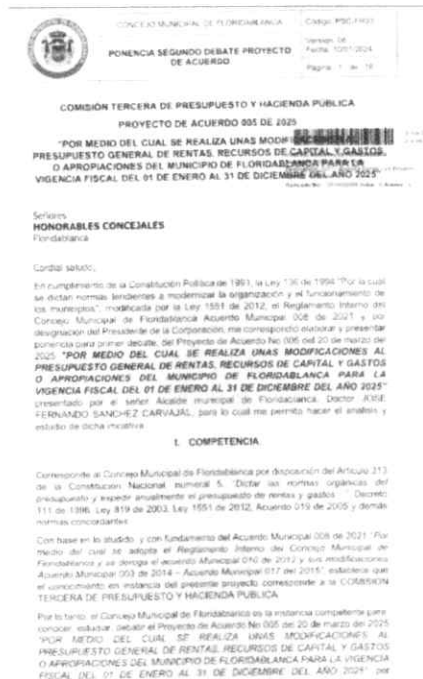 CONCEJO MUNICIPAL DE FLORIDABLANCA
PONENCIA SEGUNDO DEBATE PROYECTO
DE ACUERDO
Código:
Versión: 08
Fecha:
Página: 1 de
COMISIÓN TERCERA DE PRESUPUESTO Y HACIENDA PÚBLICA
PROYECTO DE ACUERDO 005 DE 2025
"POR MEDIO DEL CUAL SE REALIZA UNAS
PRESUPUESTO GENERAL DE RENTAS, RECURSOS DE CAPITAL Y GASTOS
O APROPIACIONES DEL MUNICIPIO DE FLORIDABLANCA PARA LA
VIGENCIA FISCAL DEL 01 DE ENERO AL 31 DE DICIEMBRE DEL AÑO 2025"
Señores
HONORABLES CONCEJALES
Floridablanca
Cordial saludo,
En cumplimiento de la Constitución Política de 1991, la Ley 136 de 1994 "Por la cual
se dictan normas tendientes a modernizar la organización y el funcionamiento de
los municipios", modificada por la Ley 1551 de 2012, el Reglamento Interno del
Concejo Municipal de Floridablanca Acuerdo Municipal 008 de 2021 y por
designación del Presidente de la Corporación, me correspondió elaborar y presentar
ponencia para primer debate, del Proyecto de Acuerdo No 005 del 20 de marzo del
2025 "POR MEDIO DEL CUAL SE REALIZA UNAS MODIFICACIONES AL
PRESUPUESTO GENERAL DE RENTAS, RECURSOS DE CAPITAL Y GASTOS
O APROPIACIONES DEL MUNICIPIO DE FLORIDABLANCA PARA LA
VIGENCIA FISCAL DEL 01 DE ENERO AL 31 DE DICIEMBRE DEL AÑO 2025"
presentado por el señor Alcalde municipal de Floridablanca, Doctor JOSE
FERNANDO SANCHEZ CARVAJAL, para lo cual me permito hacer el análisis y
estudio de dicha iniciativa.
I. COMPETENCIA
Corresponde al Concejo Municipal de Floridablanca por disposición del Artículo 313
de la Constitución Nacional, numeral 5. "Dictar las normas orgánicas del
presupuesto y expedir anualmente el presupuesto de rentas y gastos", Decreto
111 de 1996, Ley 819 de 2003, Ley 1551 de 2012, Acuerdo 019 de 2005 y demás
normas concordantes.
Con base en lo aludido y con fundamento del Acuerdo Municipal 008 de 2021 "Por
medio del cual se adopta el Reglamento Interno del Concejo Municipal de
Floridablanca y se deroga el acuerdo Municipal 016 de 2012 y sus modificaciones
Acuerdo Municipal 003 de 2014 – Acuerdo Municipal 017 del 2015" establece que
el conocimiento en instancia del presente proyecto corresponde a la COMISIÓN
TERCERA DE PRESUPUESTO Y HACIENDA PÚBLICA
Por lo tanto, el Concejo Municipal de Floridablanca es la instancia competente para
conocer, estudiar, debatir el Proyecto de Acuerdo No 005 del 20 de marzo del 2025
"POR MEDIO DEL CUAL SE REALIZA UNAS MODIFICACIONES AL
PRESUPUESTO GENERAL DE RENTAS, RECURSOS DE CAPITAL Y GASTOS
O APROPIACIONES DEL MUNICIPIO DE FLORIDABLANCA PARA LA VIGENCIA
FISCAL DEL 01 DE ENERO AL 31 DE DICIEMBRE DEL AÑO 2025" por